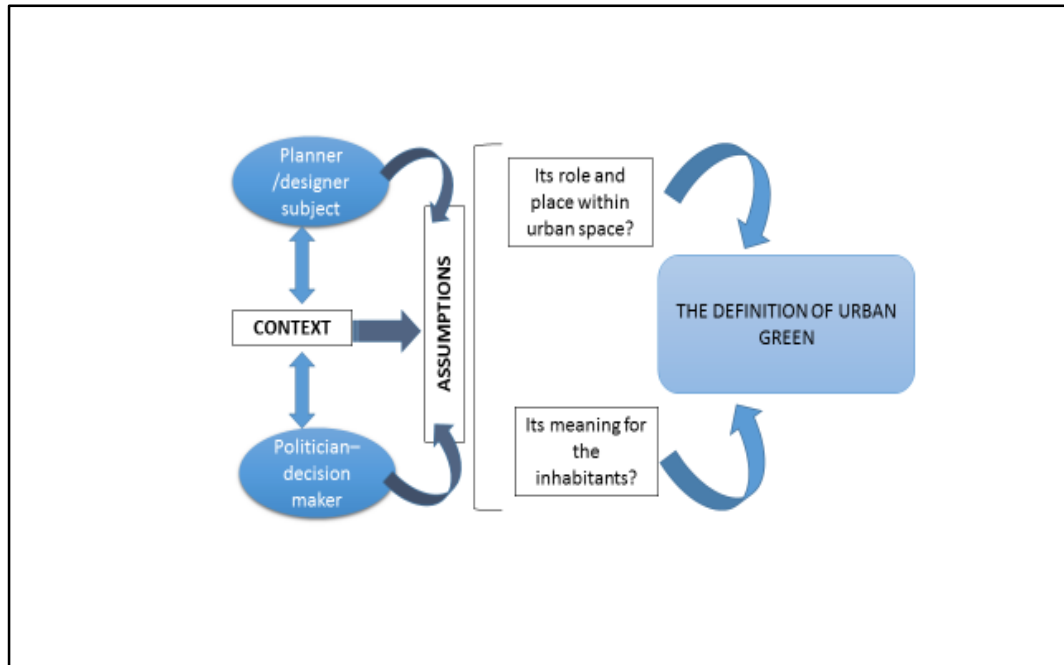 Planner
/designer
subject
CONTEXT
Politician–
decision
maker
ASSUMPTIONS
Its role and
place within
urban space?
Its meaning for
the
inhabitants?
THE DEFINITION OF URBAN
GREEN